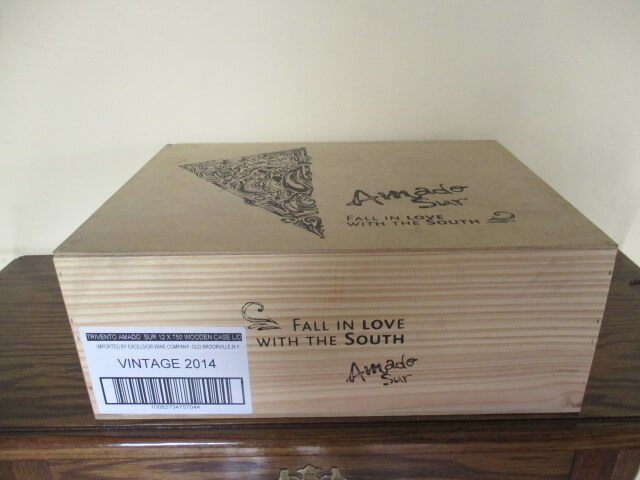 Amado
Sur
FALL IN LOVE
WITH THE SOUTH
FALL IN LOVE
WITH THE SOUTH
Amado
Sur
TRIVENTO AMADO SUR 12 X 750 WOODEN CASE L/C
IMPORTED BY EXCELSIOR WINE COMPANY OLD BROOKVILLE, N.Y.
VINTAGE 2014